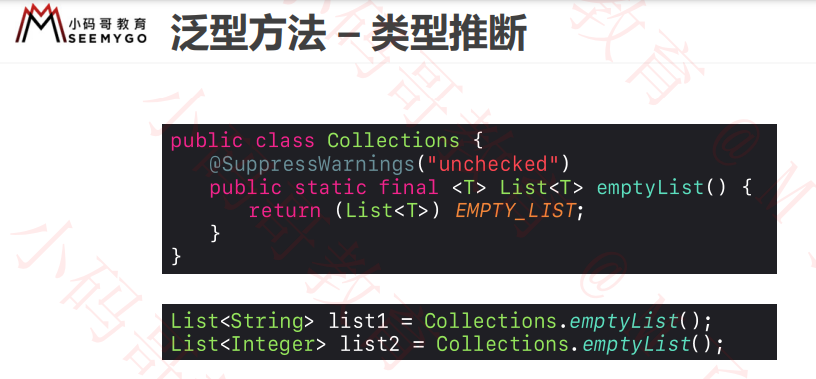 小码哥教育
SEEMYGO
泛型方法 – 类型推断
public class Collections {
@SuppressWarnings("unchecked")
public static final <T> List<T> emptyList() {
return (List<T>) EMPTY_LIST;
}
}
List<String> list1 = Collections.emptyList();
List<Integer> list2 = Collections.emptyList();